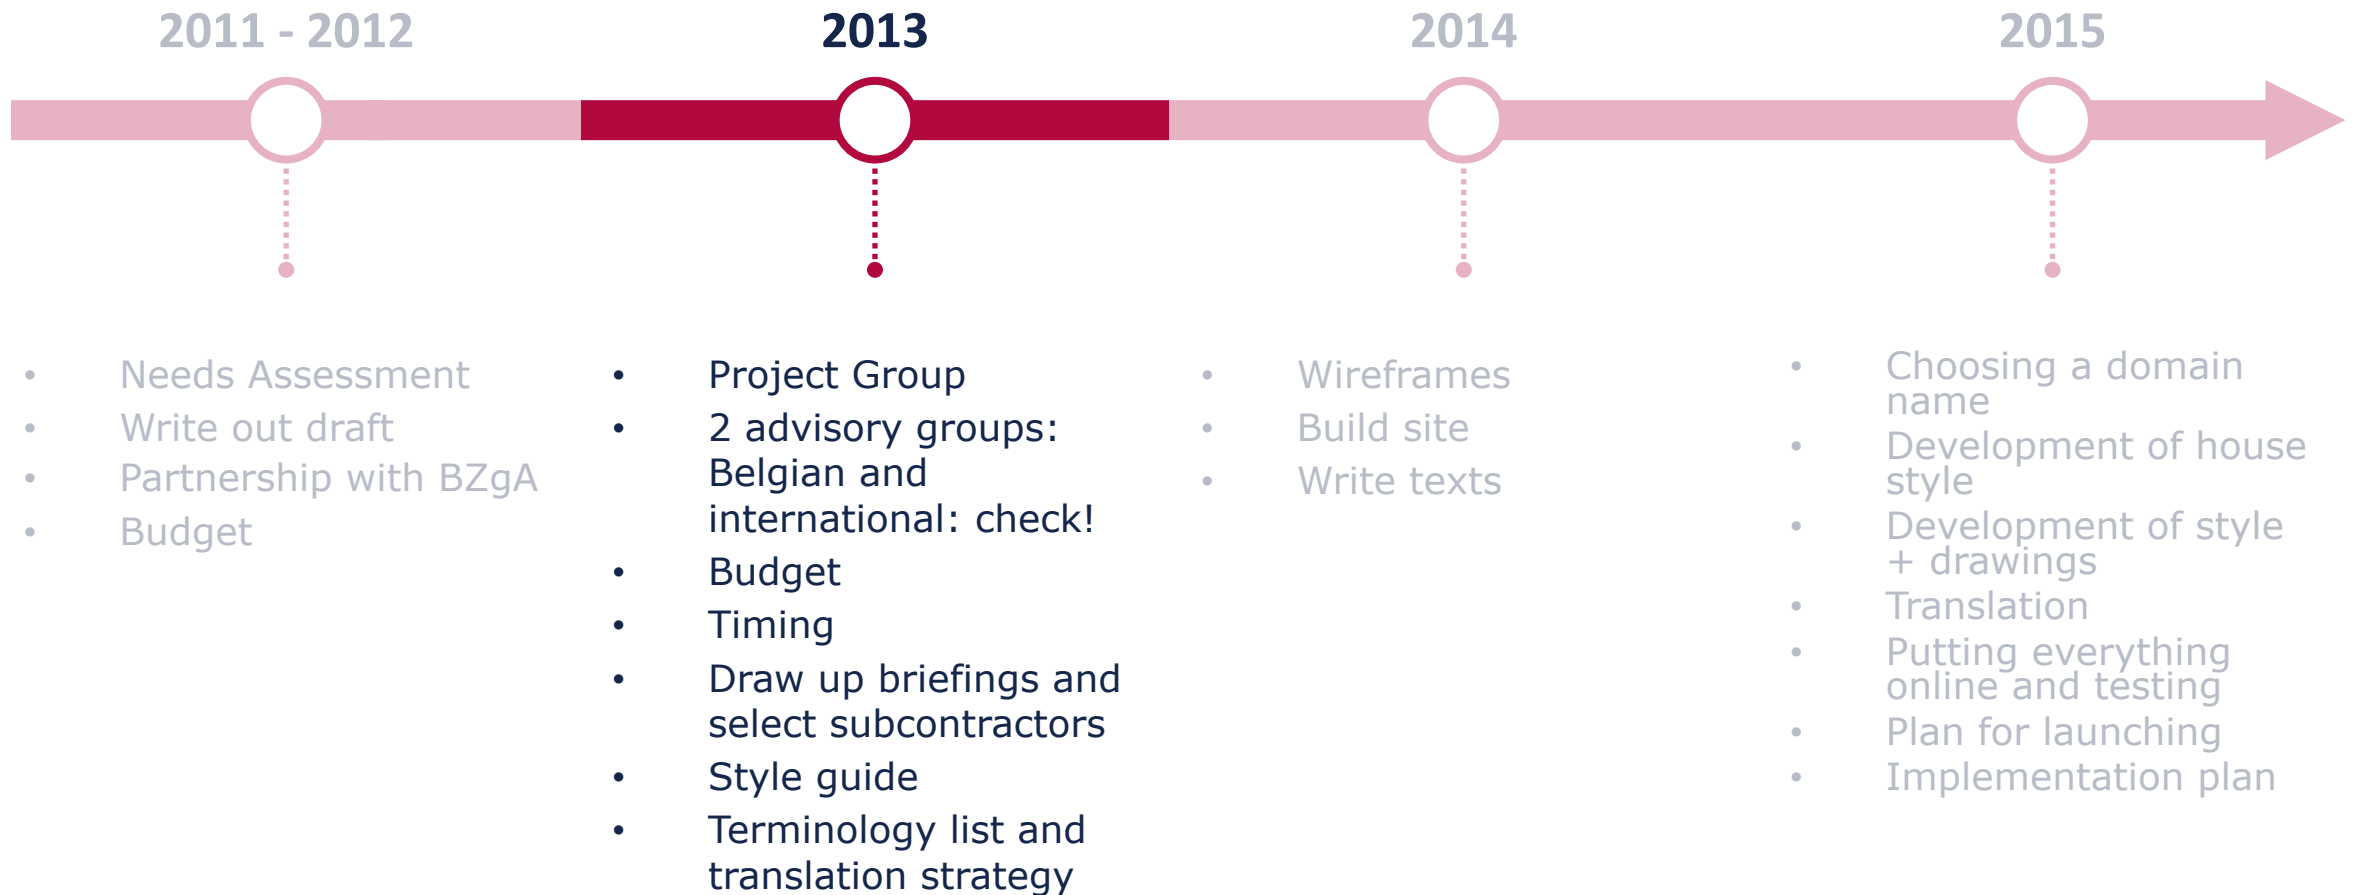 2011 - 2012
2013
2014
2015
• Needs Assessment
• Write out draft
• Partnership with BZgA
• Budget
• Project Group
• 2 advisory groups:
Belgian and
international: check!
• Budget
• Timing
• Draw up briefings and
select subcontractors
• Style guide
• Terminology list and
translation strategy
• Wireframes
• Build site
• Write texts
• Choosing a domain
name
• Development of house
style
• Development of style
+ drawings
• Translation
• Putting everything
online and testing
• Plan for launching
• Implementation plan